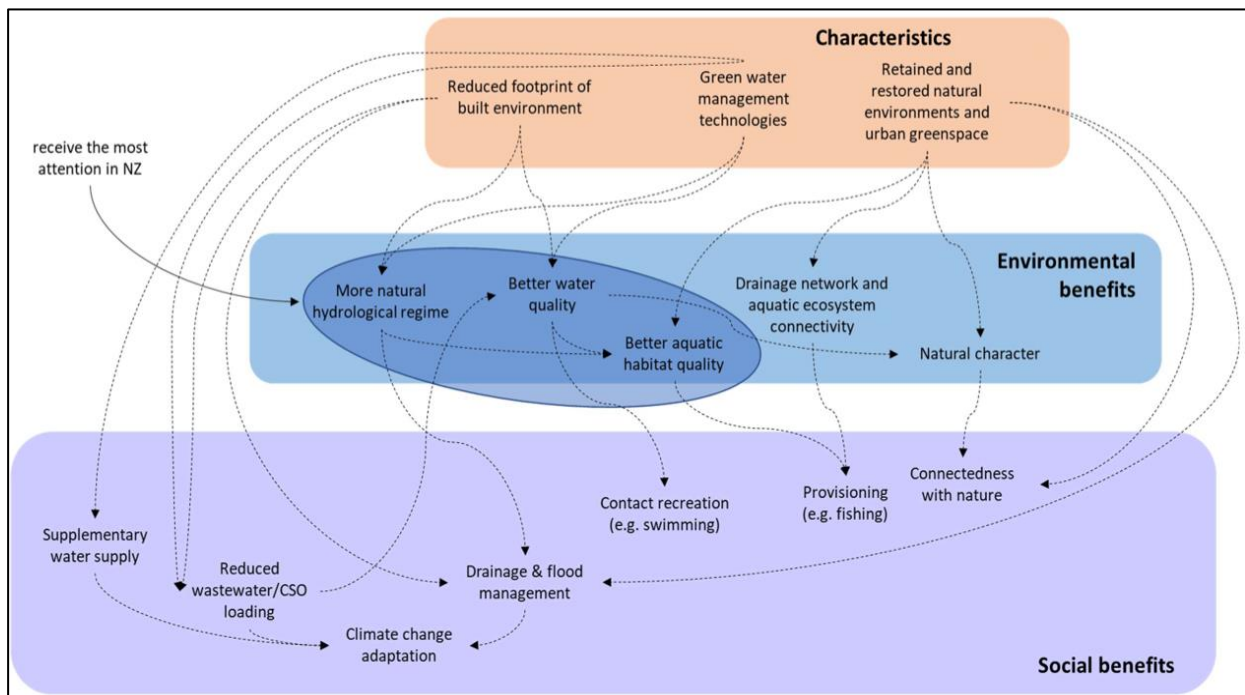 Characteristics
Reduced footprint of
built environment
Green water
management
technologies
Retained and
restored natural
environments and
urban greenspace
receive the most
attention in NZ
Environmental
benefits
More natural
hydrological regime
Better water
quality
Drainage network and
aquatic ecosystem
connectivity
Better aquatic
habitat quality
Natural character
Connectedness
with nature
Provisioning
(e.g. fishing)
Contact recreation
(e.g. swimming)
Supplementary
water supply
Reduced
wastewater/CSO
loading
Drainage & flood
management
Climate change
adaptation
Social benefits